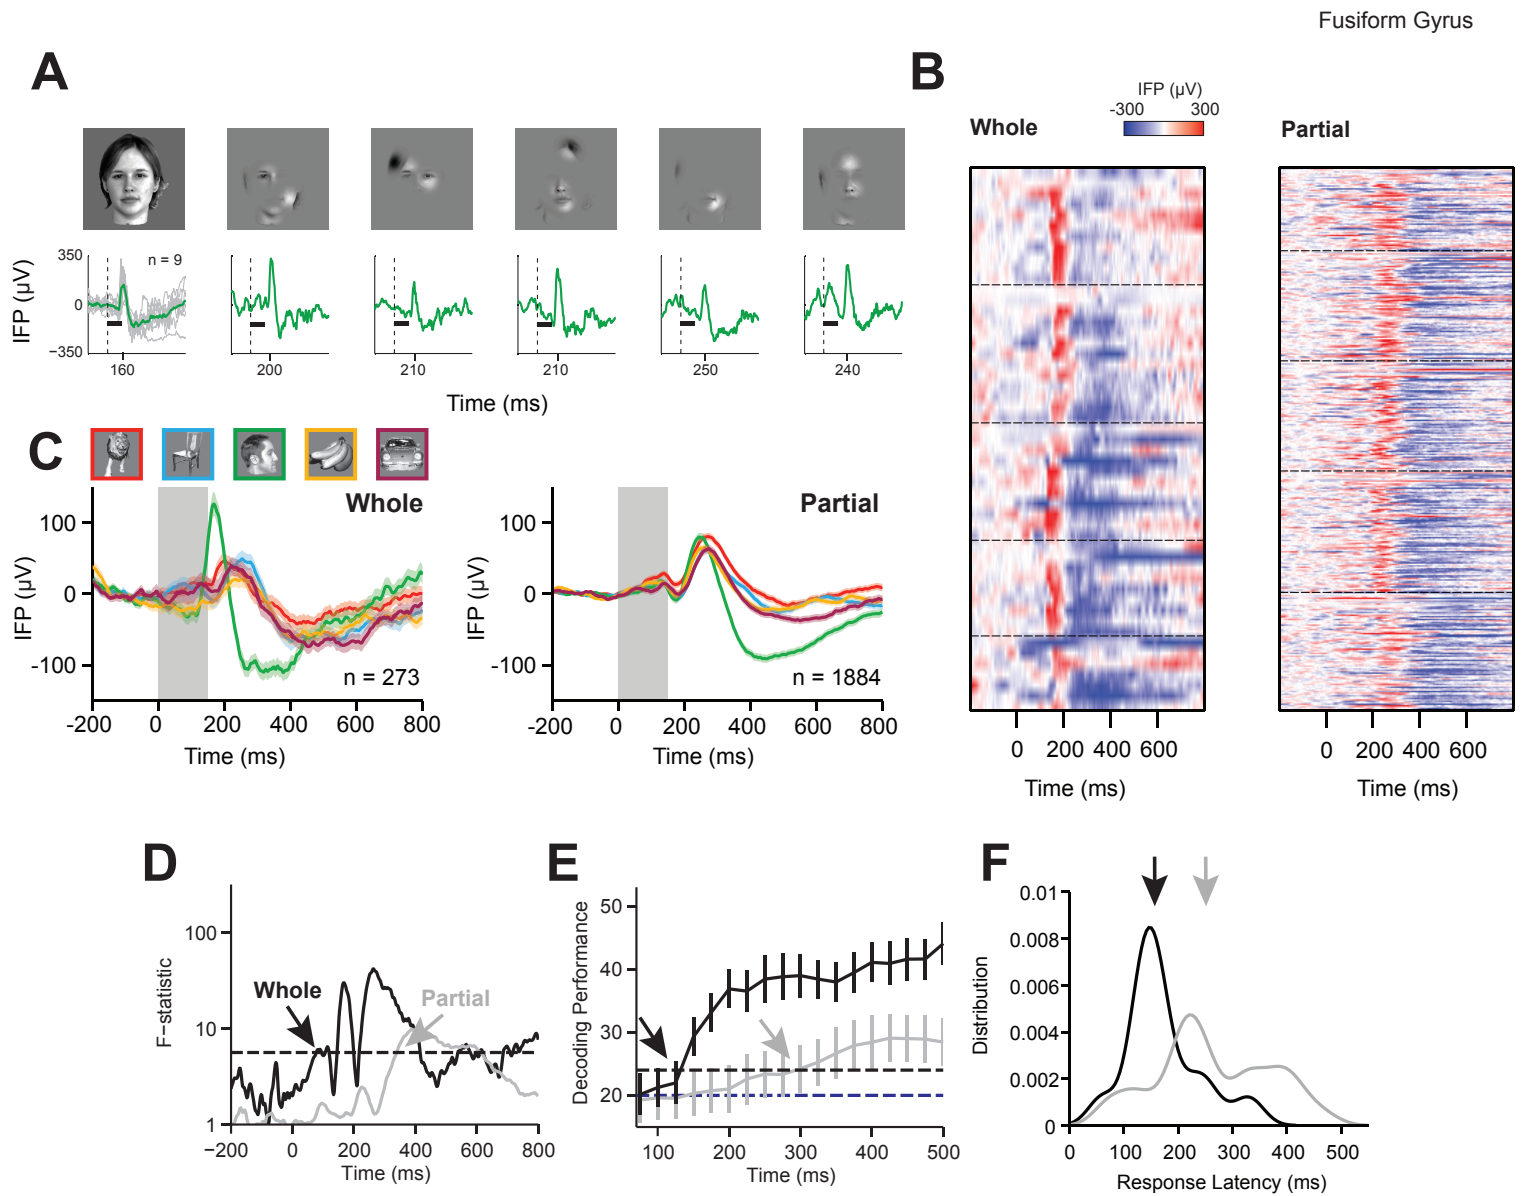 Fusiform Gyrus
A
IFP (µV)
350
0
−350
n = 9
160
200
210
210
250
240
Time (ms)
B
Whole
IFP (µV)
-300 300
Partial
0 200 400 600
Time (ms)
0 200 400 600
Time (ms)
C
Whole
IFP (µV)
100
0
-100
n = 273
-200 0 200 400 600 800
Time (ms)
Partial
IFP (µV)
100
0
-100
n = 1884
-200 0 200 400 600 800
Time (ms)
D
F−statistic
100
10
1
Whole
Partial
−200 0 200 400 600 800
Time (ms)
E
Decoding Performance
50
40
30
20
100 200 300 400 500
Time (ms)
F
Distribution
0.01
0.008
0.006
0.004
0.002
0
0 100 200 300 400 500
Response Latency (ms)